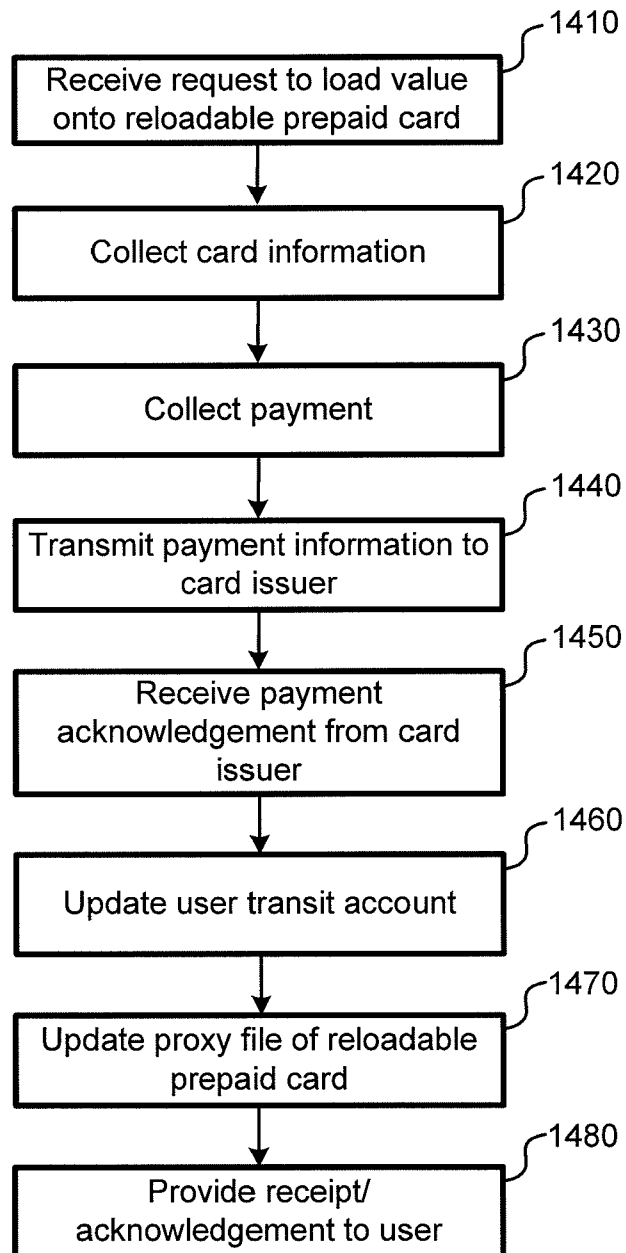 1410
Receive request to load value
onto reloadable prepaid card
1420
Collect card information
1430
Collect payment
1440
Transmit payment information to
card issuer
1450
Receive payment
acknowledgement from card
issuer
1460
Update user transit account
1470
Update proxy file of reloadable
prepaid card
1480
Provide receipt/
acknowledgement to user